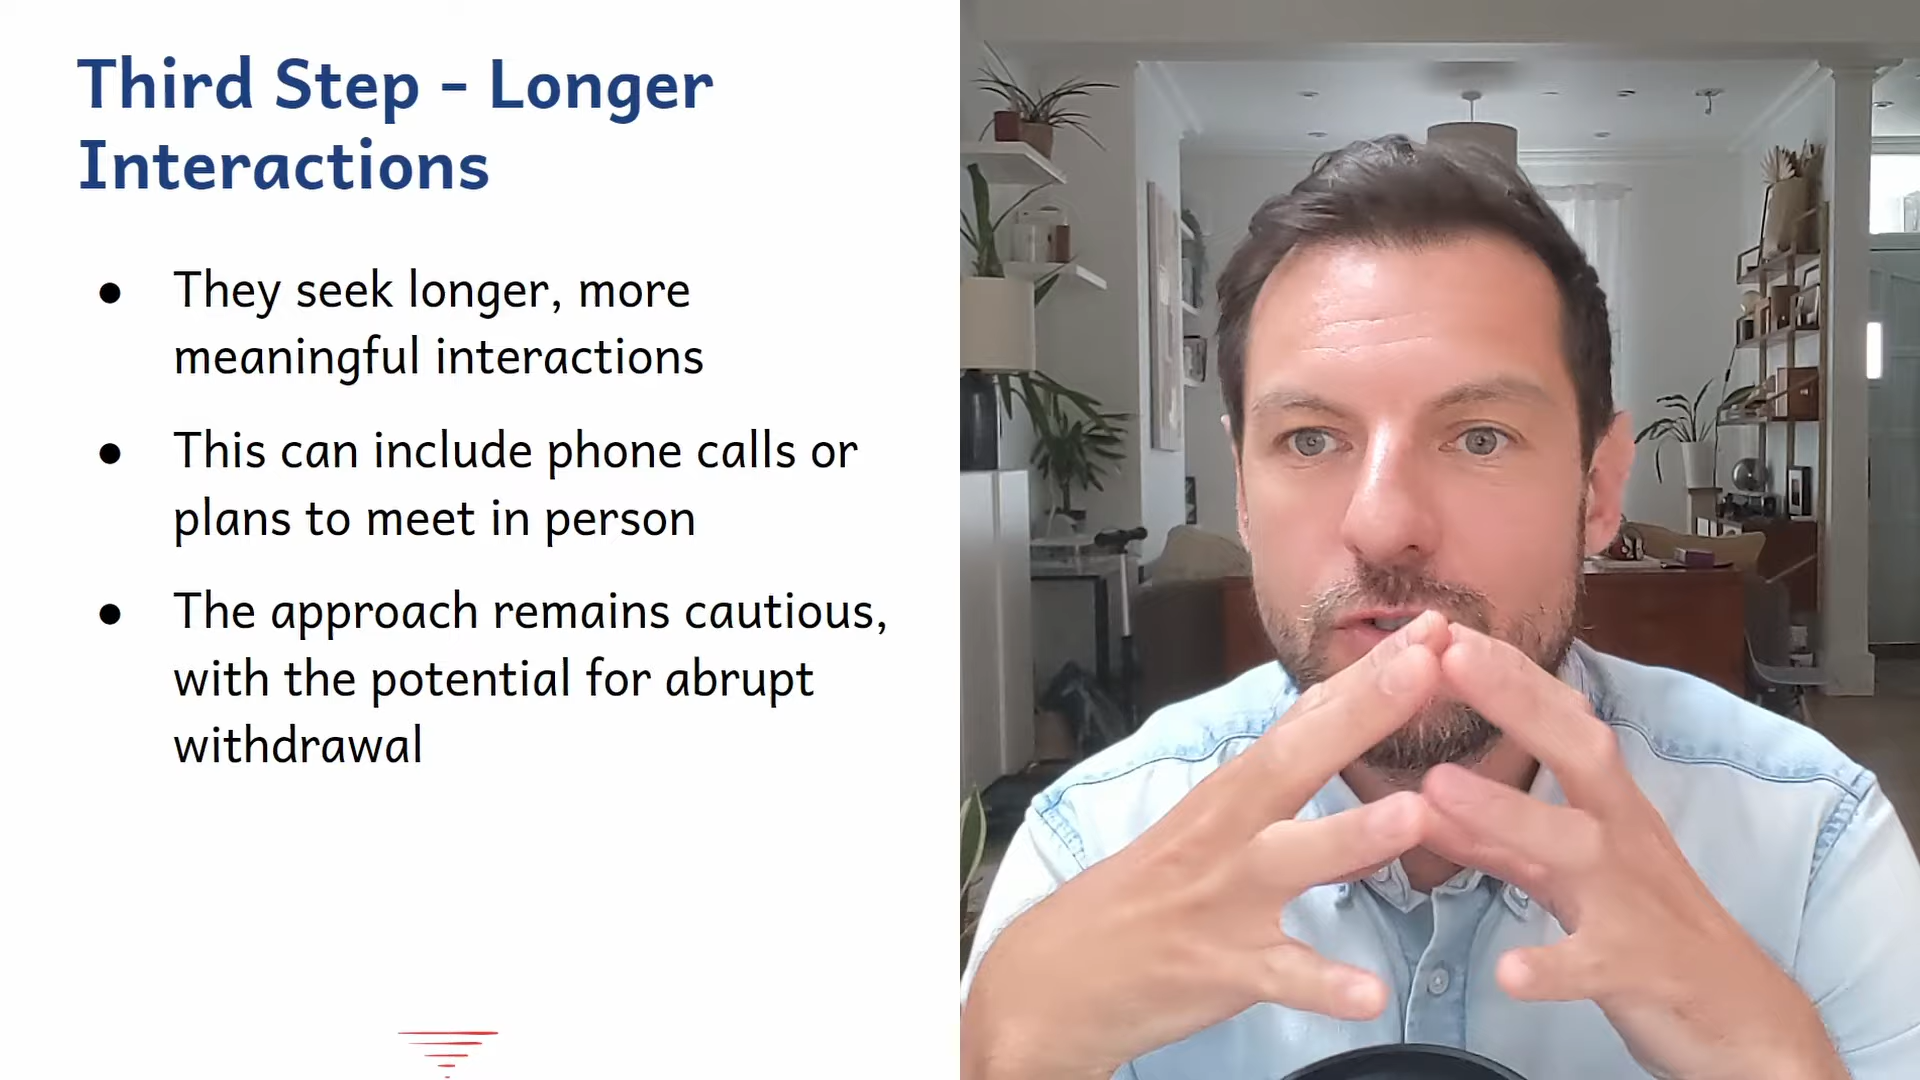 Third Step - Longer
Interactions
● They seek longer, more
meaningful interactions
● This can include phone calls or
plans to meet in person
● The approach remains cautious,
with the potential for abrupt
withdrawal